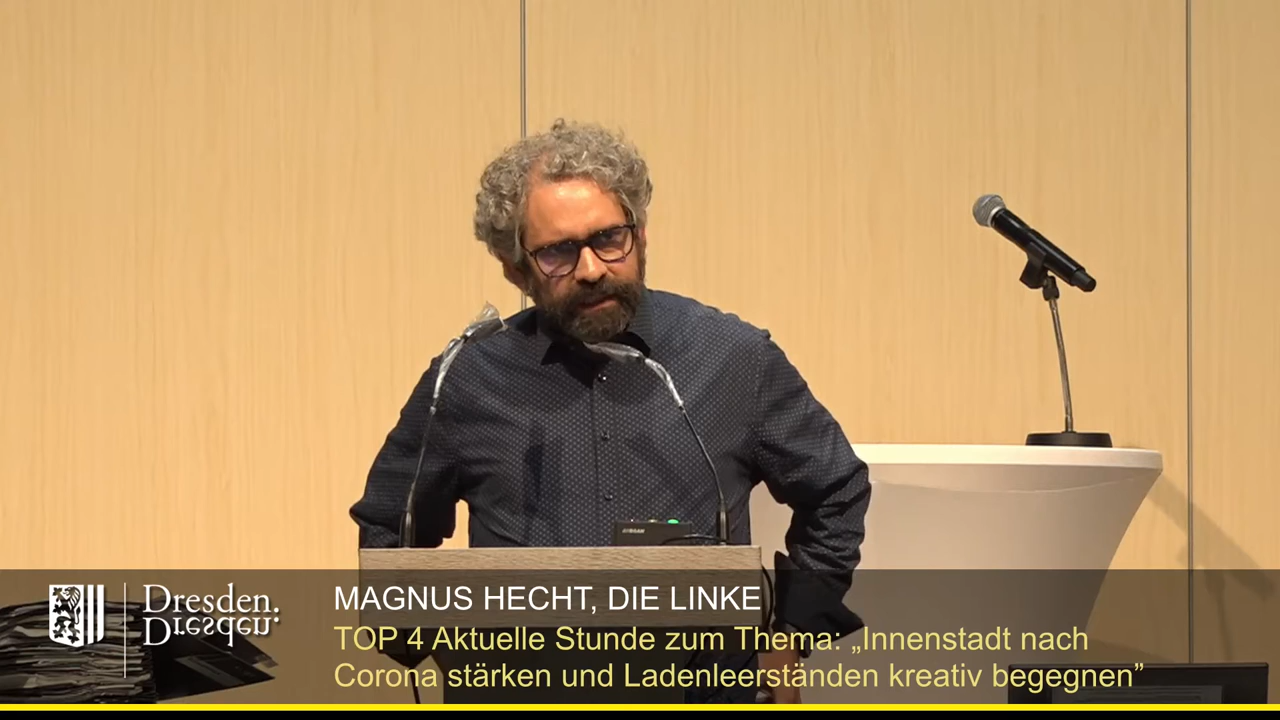 Dresden.
Dresden.
MAGNUS HECHT, DIE LINKE
TOP 4 Aktuelle Stunde zum Thema: „Innenstadt nach
Corona stärken und Ladenleerständen kreativ begegnen”